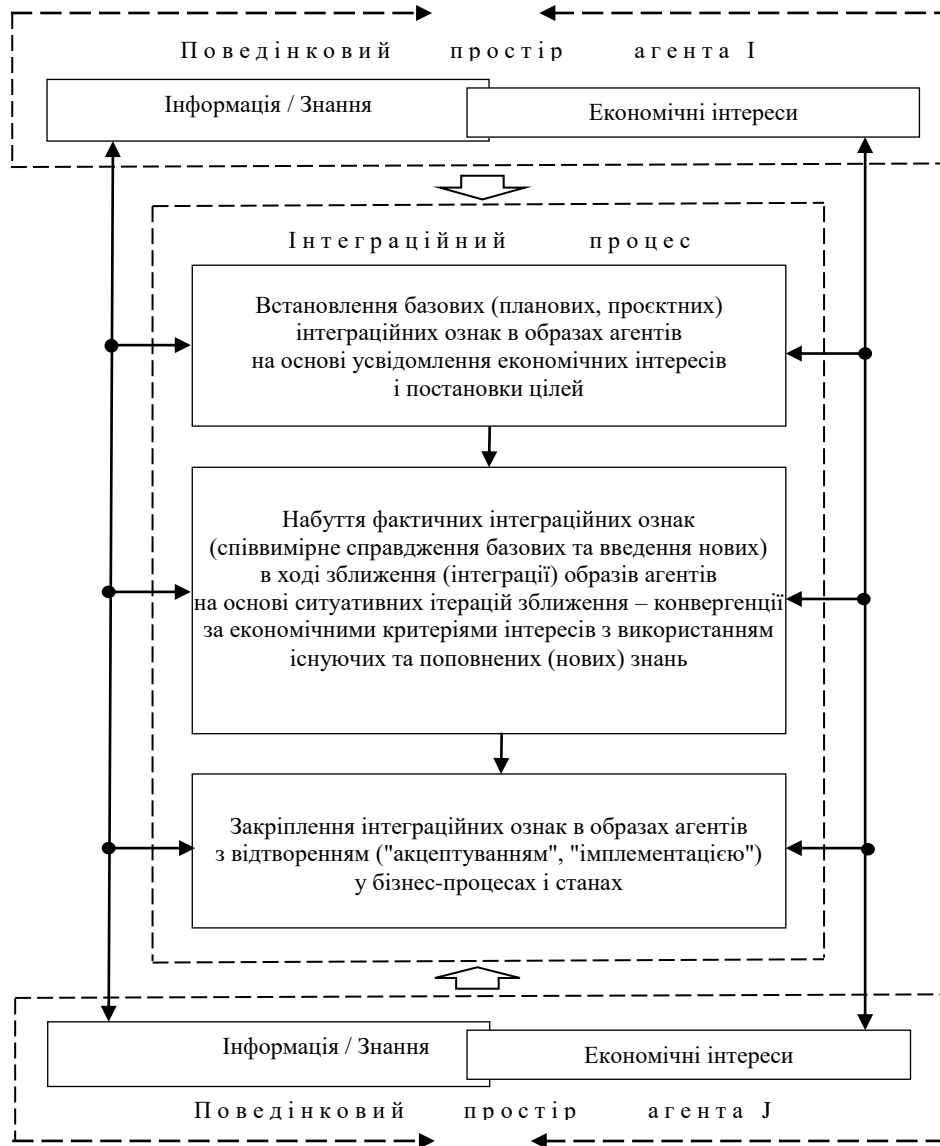 Поведінковий простір агента І
Інформація / Знання
Економічні інтереси
Інтеграційний процес
Встановлення базових (планових, проєктних)
інтеграційних ознак в образах агентів
на основі усвідомлення економічних інтересів
і постановки цілей
Набуття фактичних інтеграційних ознак
(співвимірне справдження базових та введення нових)
в ході зближення (інтеграції) образів агентів
на основі ситуативних ітерацій зближення – конвергенції
за економічними критеріями інтересів з використанням
існуючих та поповнених (нових) знань
Закріплення інтеграційних ознак в образах агентів
з відтворенням ("акцептуванням", "імплементацією")
у бізнес-процесах і станах
Інформація / Знання
Економічні інтереси
Поведінковий простір агента J